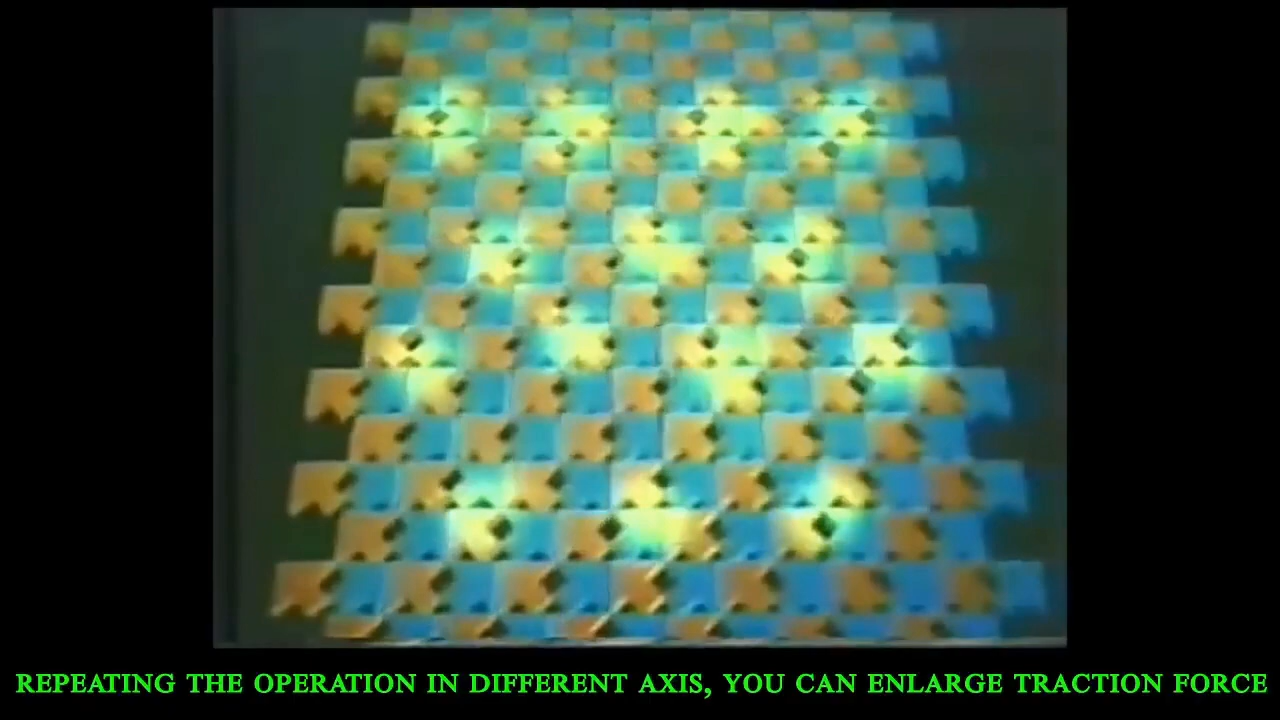 REPEATING THE OPERATION IN DIFFERENT AXIS, YOU CAN ENLARGE TRACTION FORCE